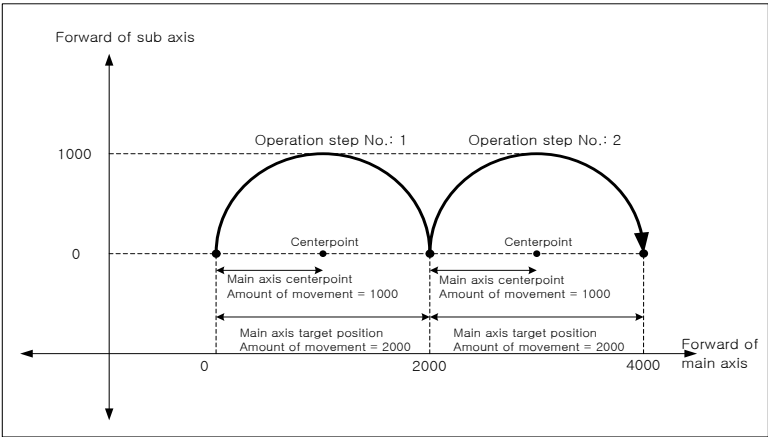 Forward of sub axis
Operation step No.: 1
Operation step No.: 2
1000
0
Centerpoint
Centerpoint
Main axis centerpoint
Amount of movement = 1000
Main axis centerpoint
Amount of movement = 1000
Main axis target position
Amount of movement = 2000
Main axis target position
Amount of movement = 2000
Forward of
main axis
0
2000
4000